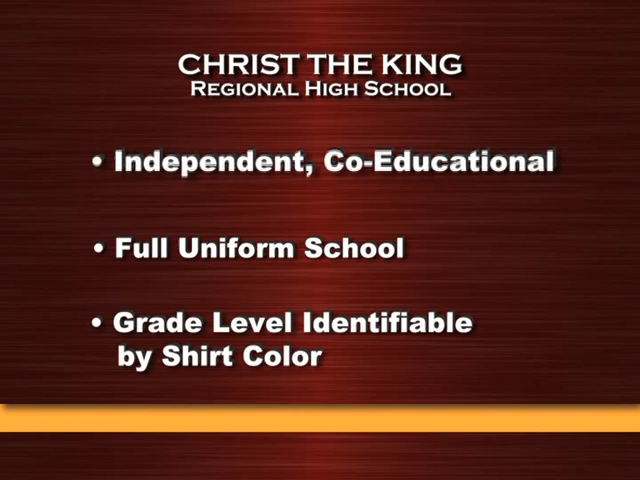 CHRIST THE KING
REGIONAL HIGH SCHOOL
• Independent, Co-Educational
• Full Uniform School
• Grade Level Identifiable
by Shirt Color